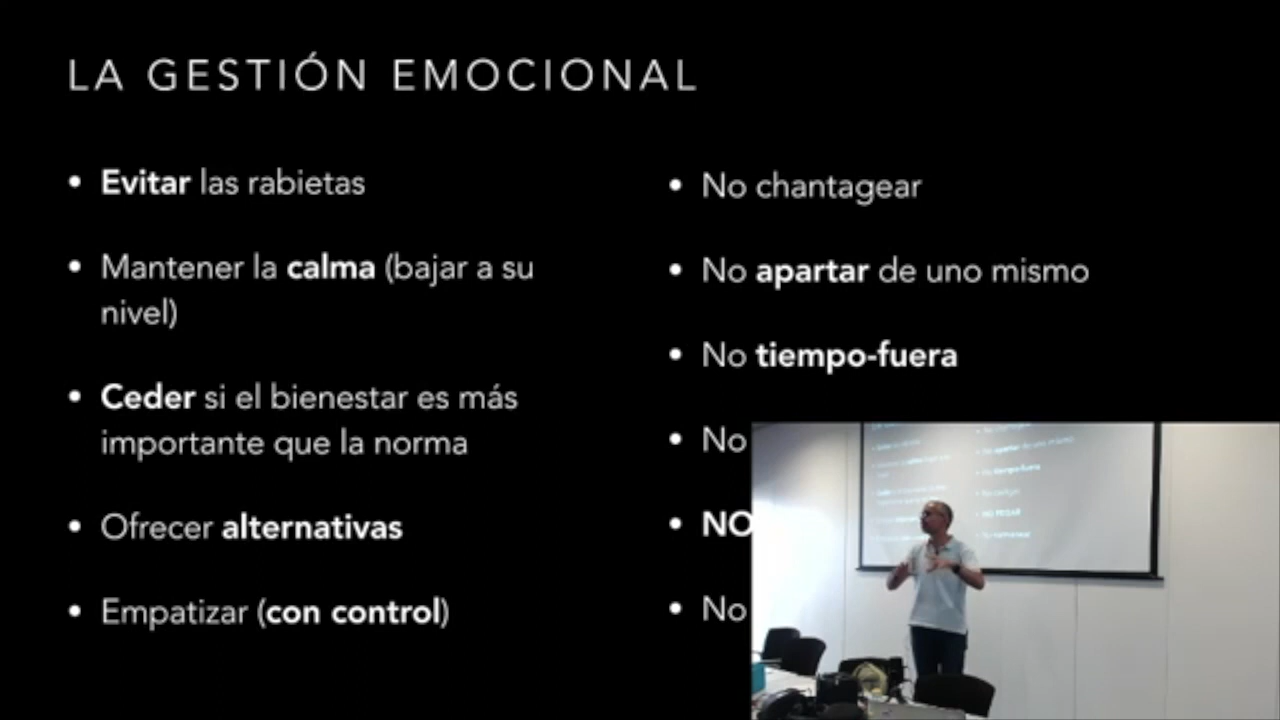 LA GESTIÓN EMOCIONAL
• Evitar las rabietas
• Mantener la calma (bajar a su
nivel)
• Ceder si el bienestar es más
importante que la norma
• Ofrecer alternativas
• Empatizar (con control)
• No chantagear
• No apartar de uno mismo
• No tiempo-fuera
• No
• NO
• No